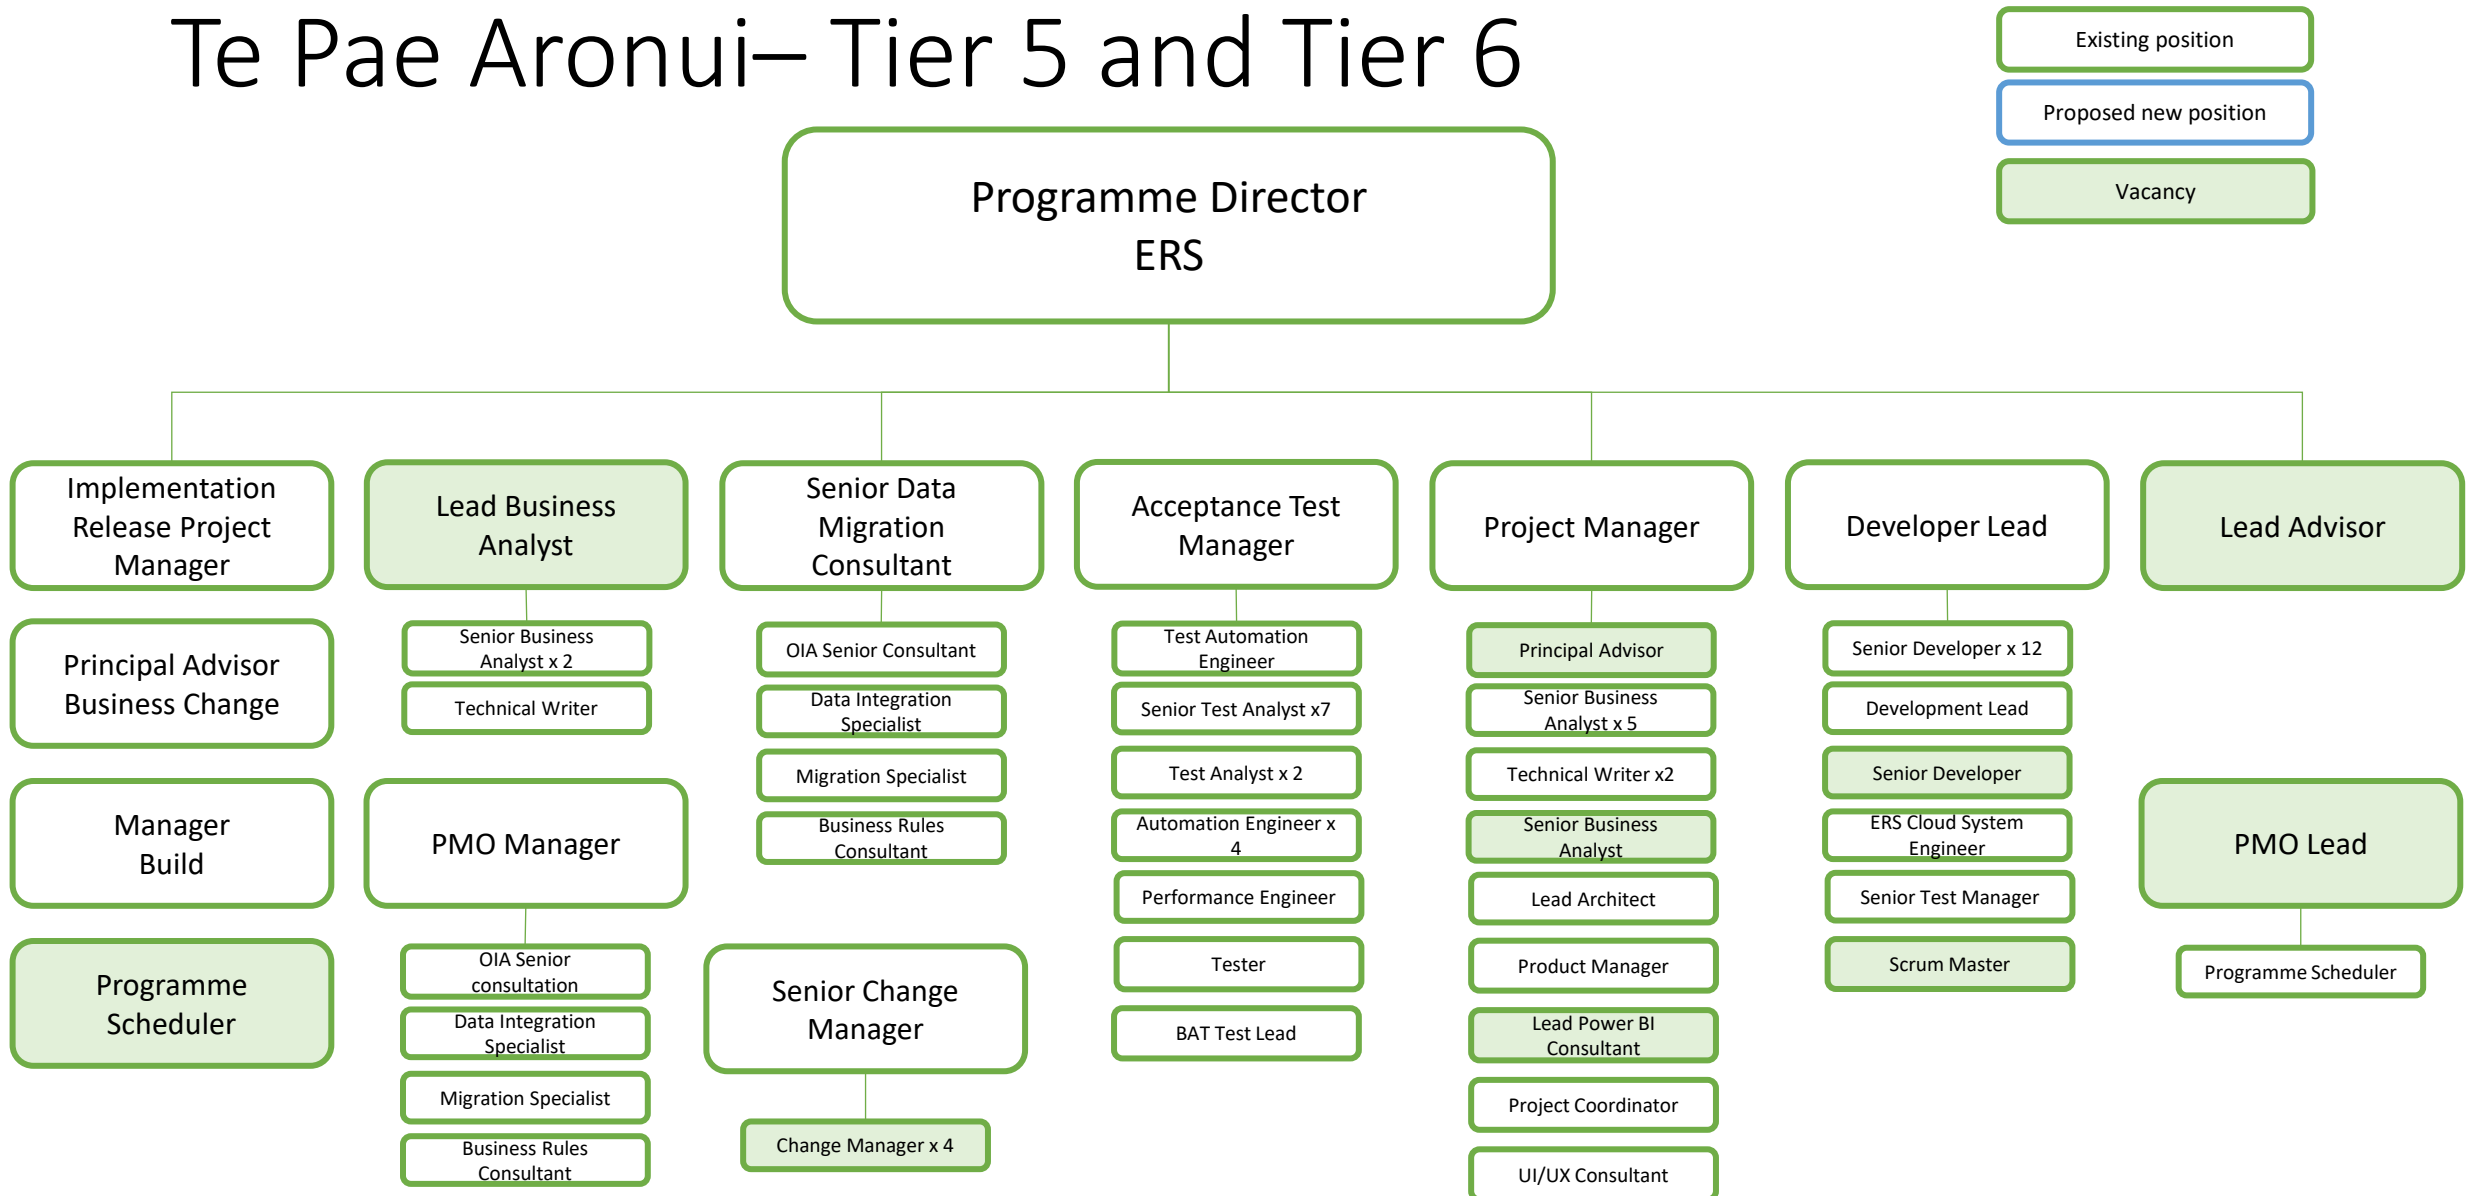 Te Pae Aronui– Tier 5 and Tier 6
Existing position
Proposed new position
Vacancy
Programme Director
ERS
Implementation
Release Project
Manager
Principal Advisor
Business Change
Manager
Build
Programme
Scheduler
Lead Business
Analyst
Senior Business
Analyst x 2
Technical Writer
PMO Manager
OIA Senior
consultation
Data Integration
Specialist
Migration Specialist
Business Rules
Consultant
Senior Data
Migration
Consultant
OIA Senior Consultant
Data Integration
Specialist
Migration Specialist
Business Rules
Consultant
Senior Change
Manager
Change Manager x 4
Acceptance Test
Manager
Test Automation
Engineer
Senior Test Analyst x7
Test Analyst x 2
Automation Engineer x
4
Performance Engineer
Tester
BAT Test Lead
Project Manager
Principal Advisor
Senior Business
Analyst x 5
Technical Writer x2
Senior Business
Analyst
Lead Architect
Product Manager
Lead Power BI
Consultant
Project Coordinator
UI/UX Consultant
Developer Lead
Senior Developer x 12
Development Lead
Senior Developer
ERS Cloud System
Engineer
Senior Test Manager
Scrum Master
Lead Advisor
PMO Lead
Programme Scheduler